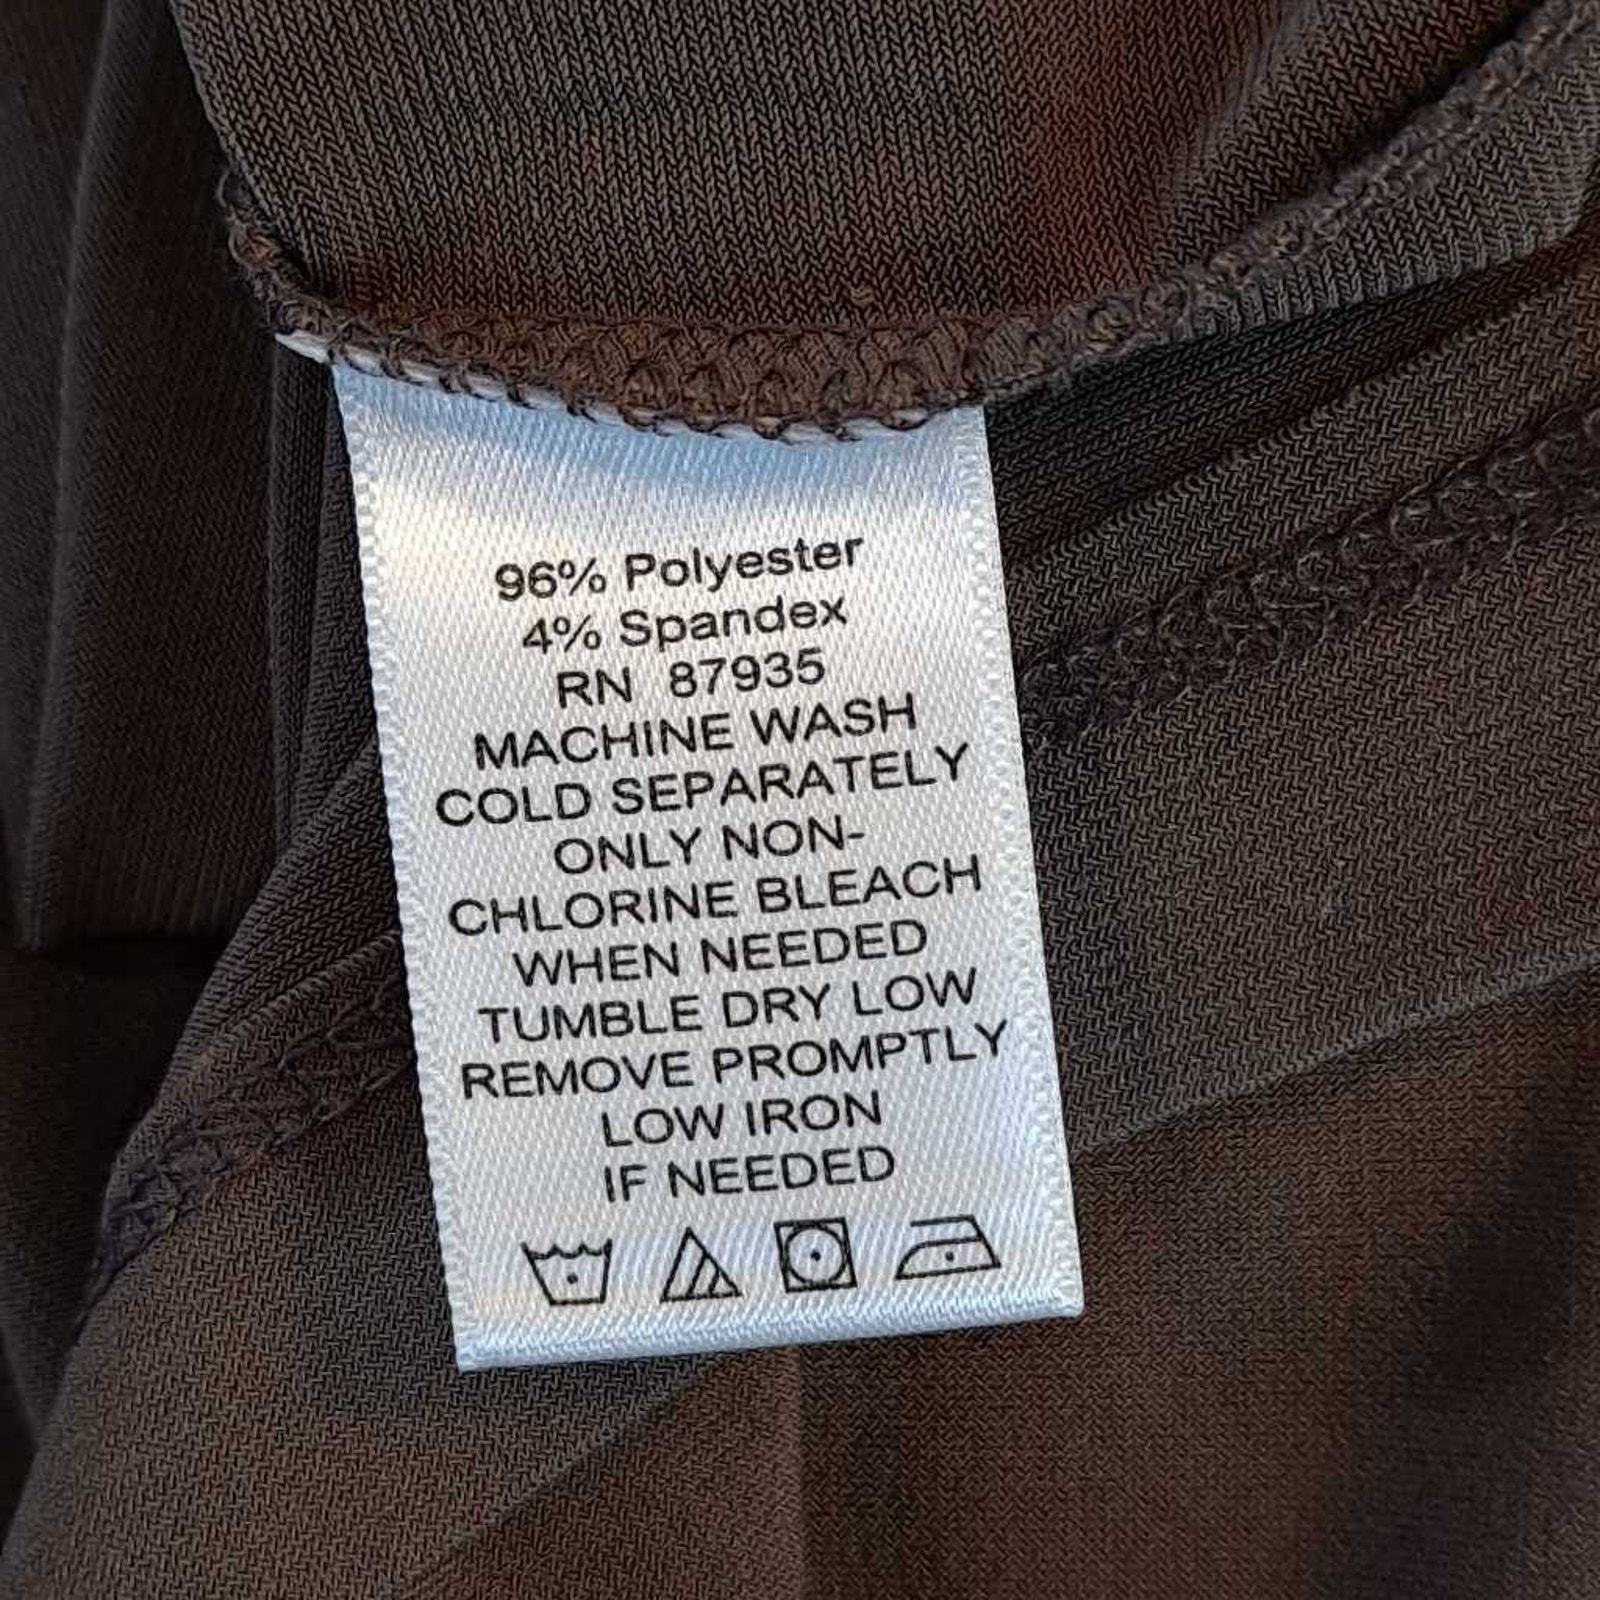 96% Polyester
4% Spandex
RN 87935
MACHINE WASH
COLD SEPARATELY
ONLY NON-
CHLORINE BLEACH
WHEN NEEDED
TUMBLE DRY LOW
REMOVE PROMPTLY
LOW IRON
IF NEEDED